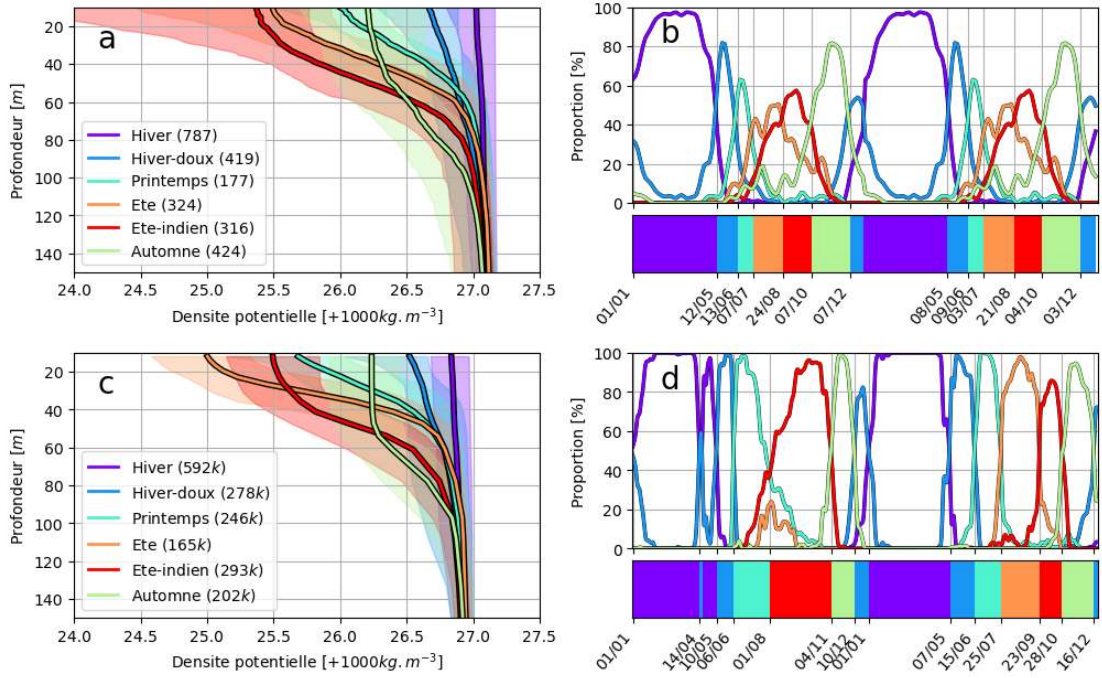 a
20
40
60
80
100
120
140
Profondeur [m]
Hiver (787)
Hiver-doux (419)
Printemps (177)
Ete (324)
Ete-indien (316)
Automne (424)
24.0 24.5 25.0 25.5 26.0 26.5 27.0 27.5
Densite potentielle [+1000kg.m⁻³]
b
100
80
60
40
20
0
Proportion [%]
01/01 12/05 13/06 07/07 24/08 07/10 07/12 08/05 09/06 03/07 21/08 04/10 03/12
c
20
40
60
80
100
120
140
Profondeur [m]
Hiver (592k)
Hiver-doux (278k)
Printemps (246k)
Ete (165k)
Ete-indien (293k)
Automne (202k)
24.0 24.5 25.0 25.5 26.0 26.5 27.0 27.5
Densite potentielle [+1000kg.m⁻³]
d
100
80
60
40
20
0
Proportion [%]
01/01 14/04 10/05 06/06 01/08 04/11 10/12 01/01 07/05 15/06 25/07 23/09 28/10 16/12